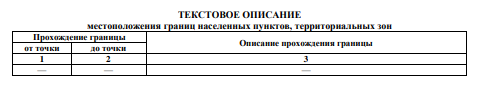 ТЕКСТОВОЕ ОПИСАНИЕ
местоположения границ населенных пунктов, территориальных зон
Прохождение границы
Описание прохождения границы
от точки до точки
1 2 3
— — —